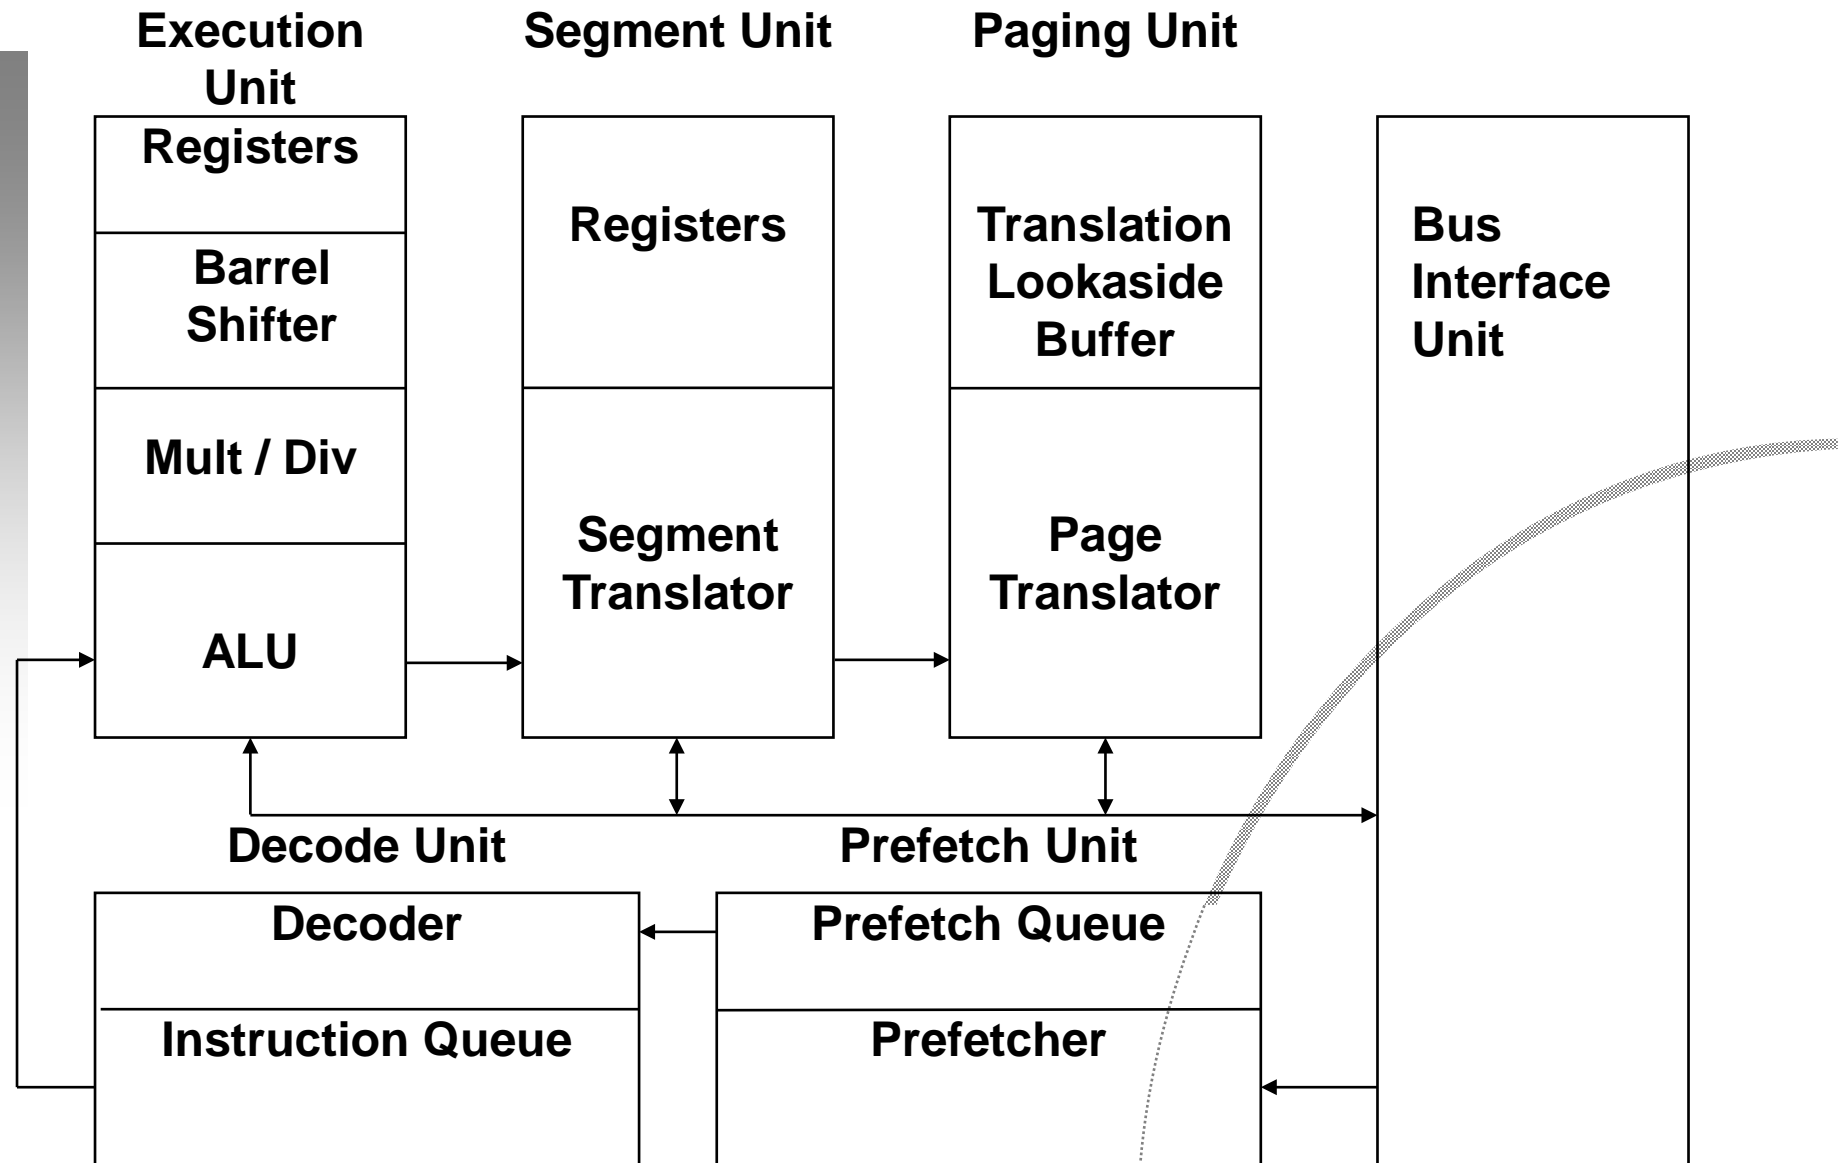 Execution
Unit
Segment Unit
Paging Unit
Registers
Barrel
Shifter
Mult / Div
ALU
Registers
Segment
Translator
Translation
Lookaside
Buffer
Page
Translator
Bus
Interface
Unit
Decode Unit
Prefetch Unit
Decoder
Instruction Queue
Prefetch Queue
Prefetcher